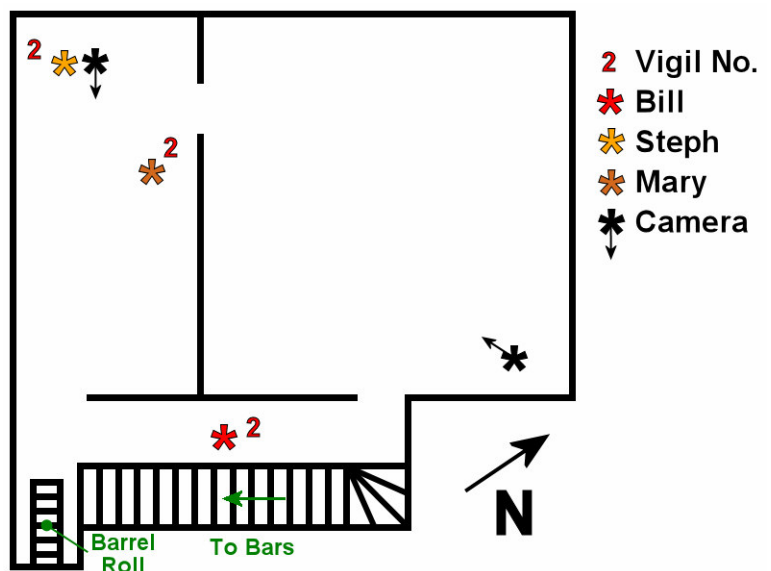 2
2
2
2 Vigil No.
Bill
Steph
Mary
Camera
N
Barrel
Roll
To Bars